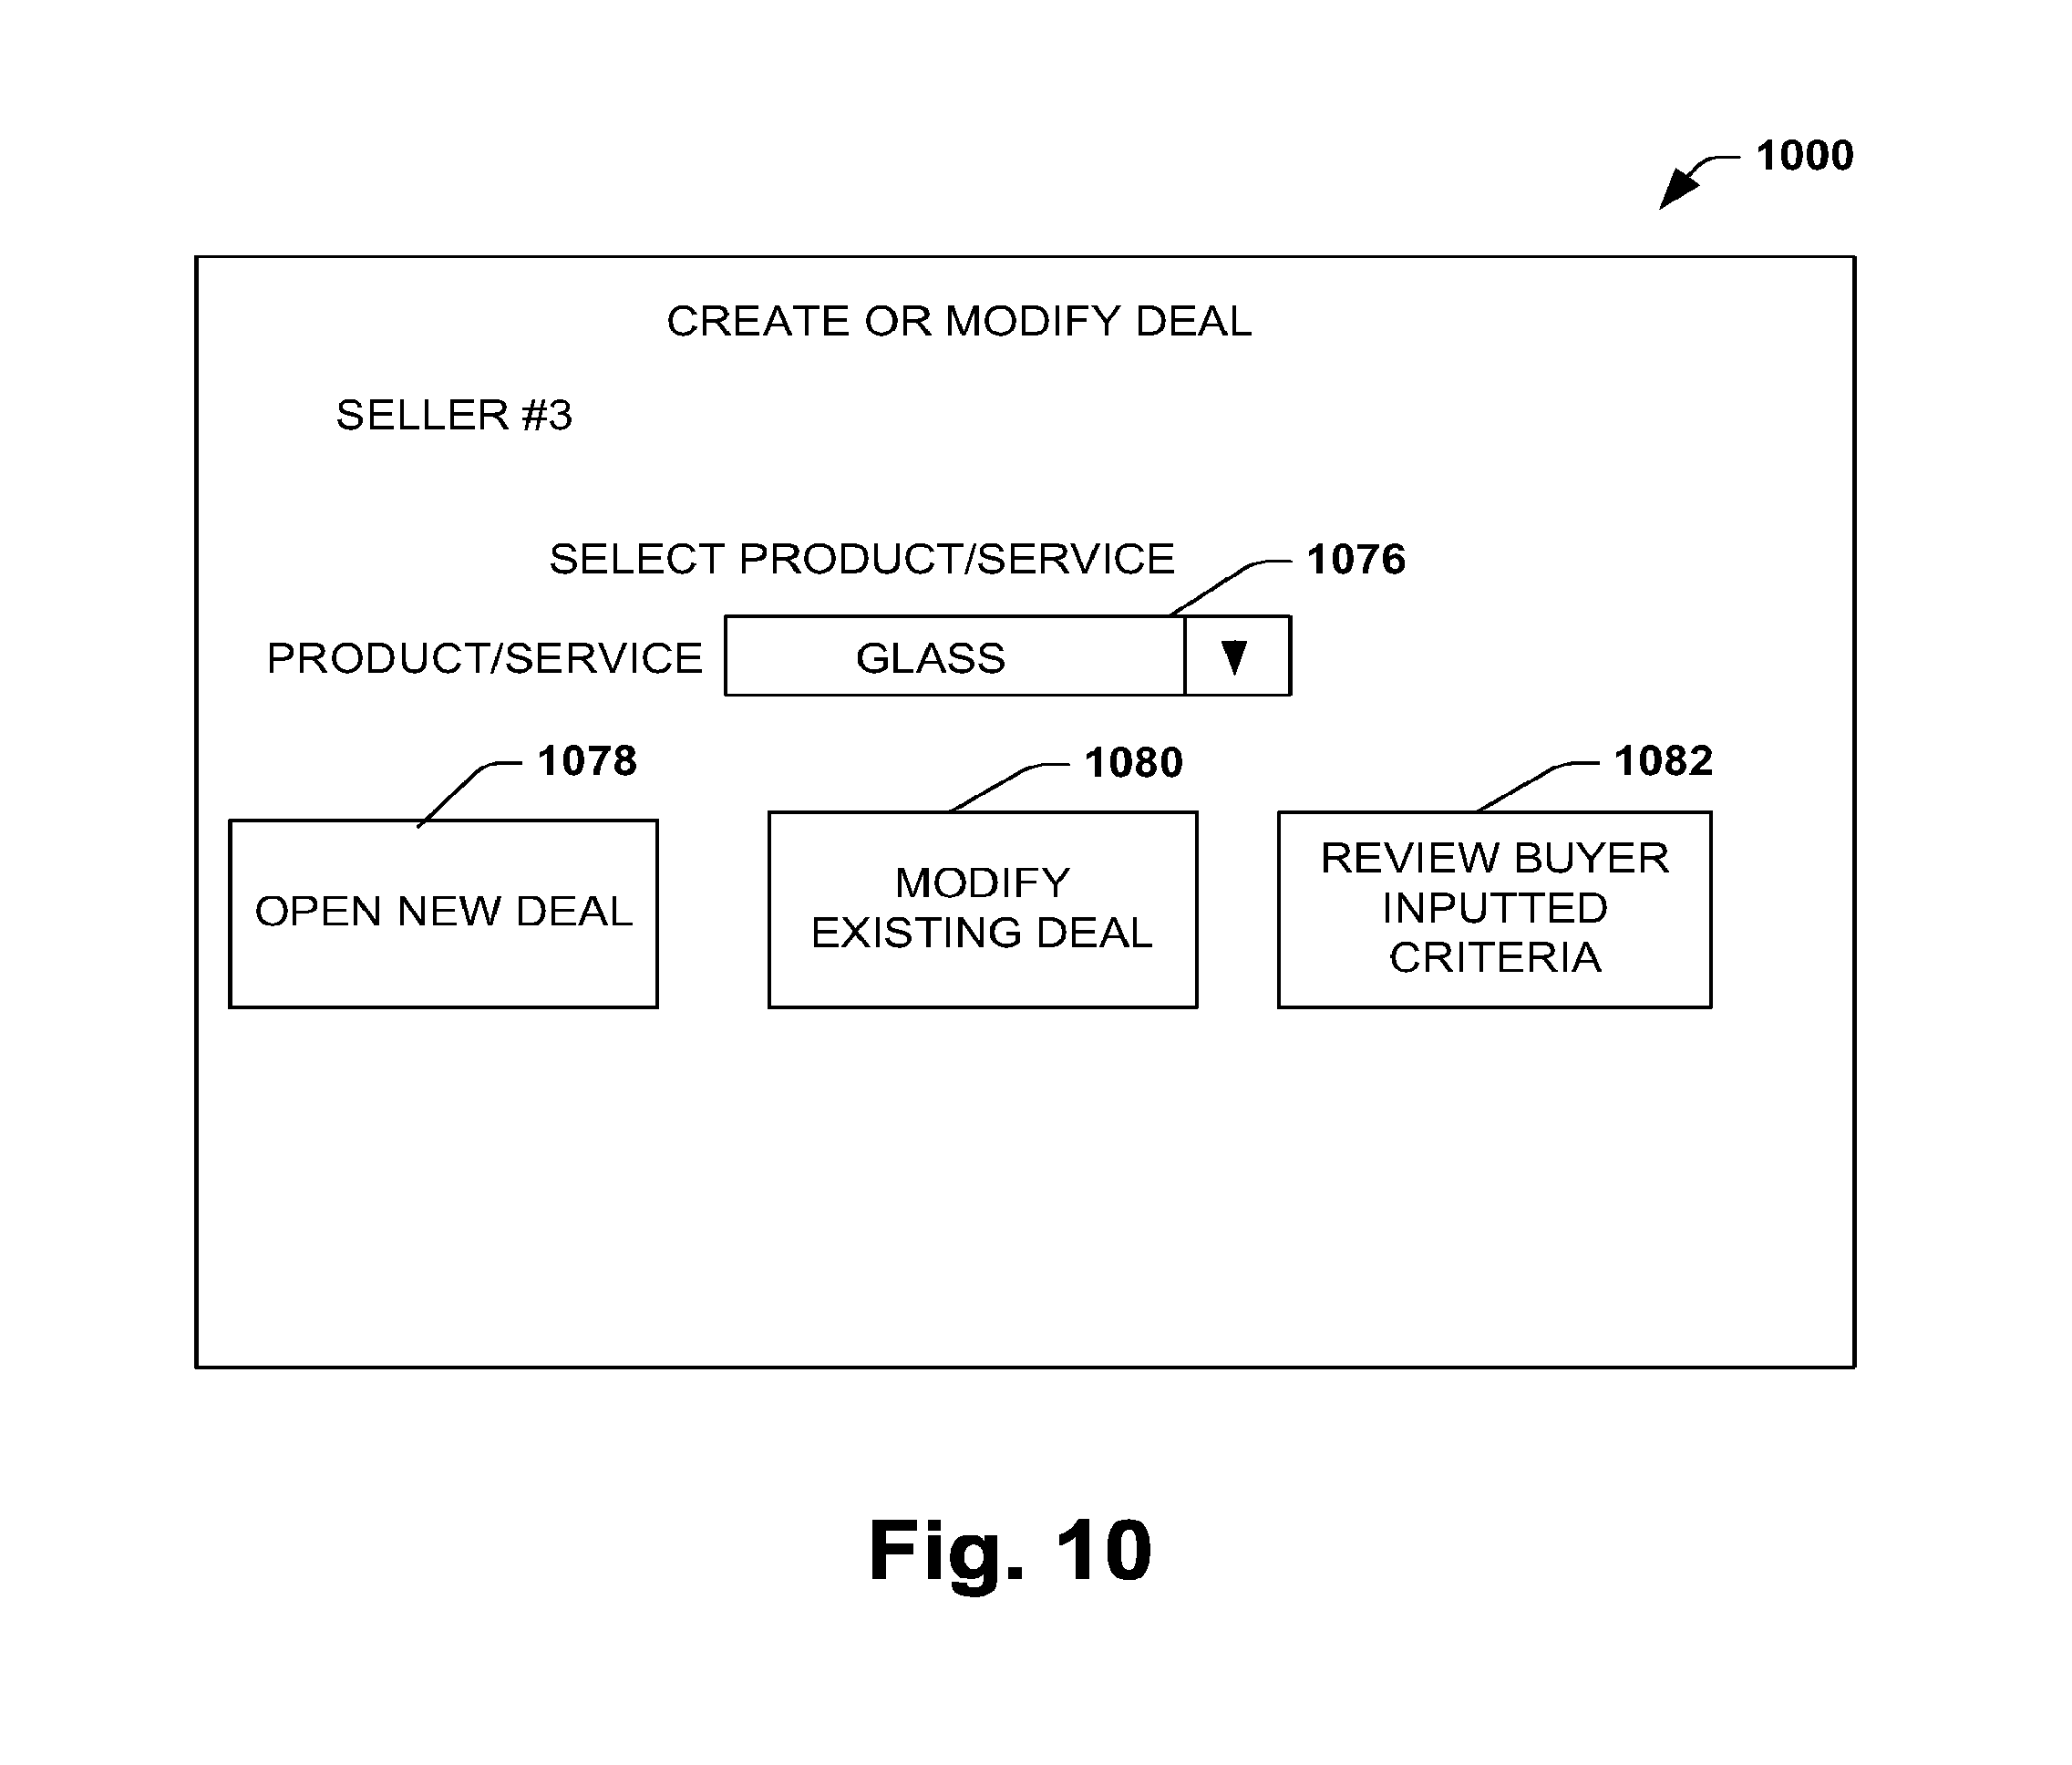 1000
CREATE OR MODIFY DEAL
SELLER #3
SELECT PRODUCT/SERVICE
1076
PRODUCT/SERVICE
GLASS
1078
1080
1082
OPEN NEW DEAL
MODIFY
EXISTING DEAL
REVIEW BUYER
INPUTTED
CRITERIA
Fig. 10